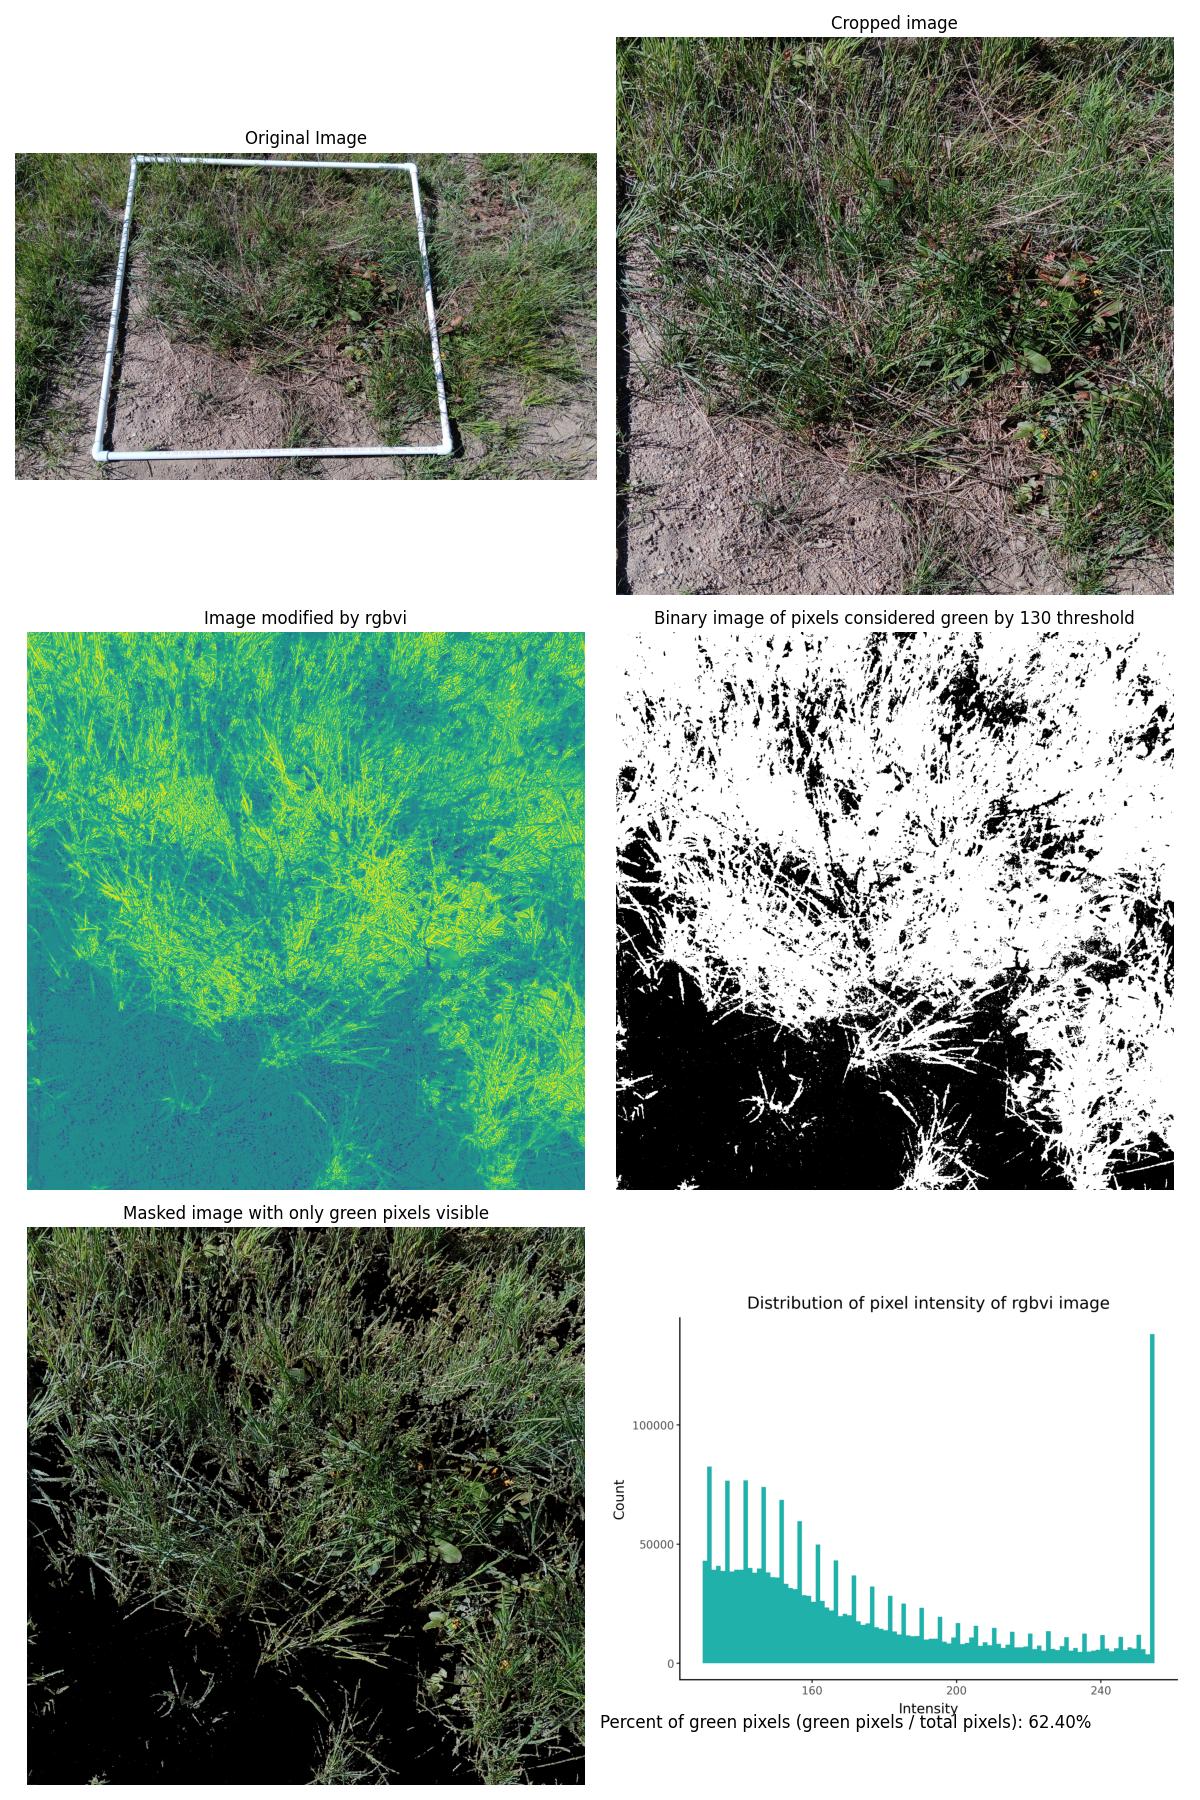 Original Image
Cropped image
Image modified by rgbvi
Binary image of pixels considered green by 130 threshold
Masked image with only green pixels visible
Distribution of pixel intensity of rgbvi image
Count
100000
50000
0
160
200
240
Intensity
Percent of green pixels (green pixels / total pixels): 62.40%